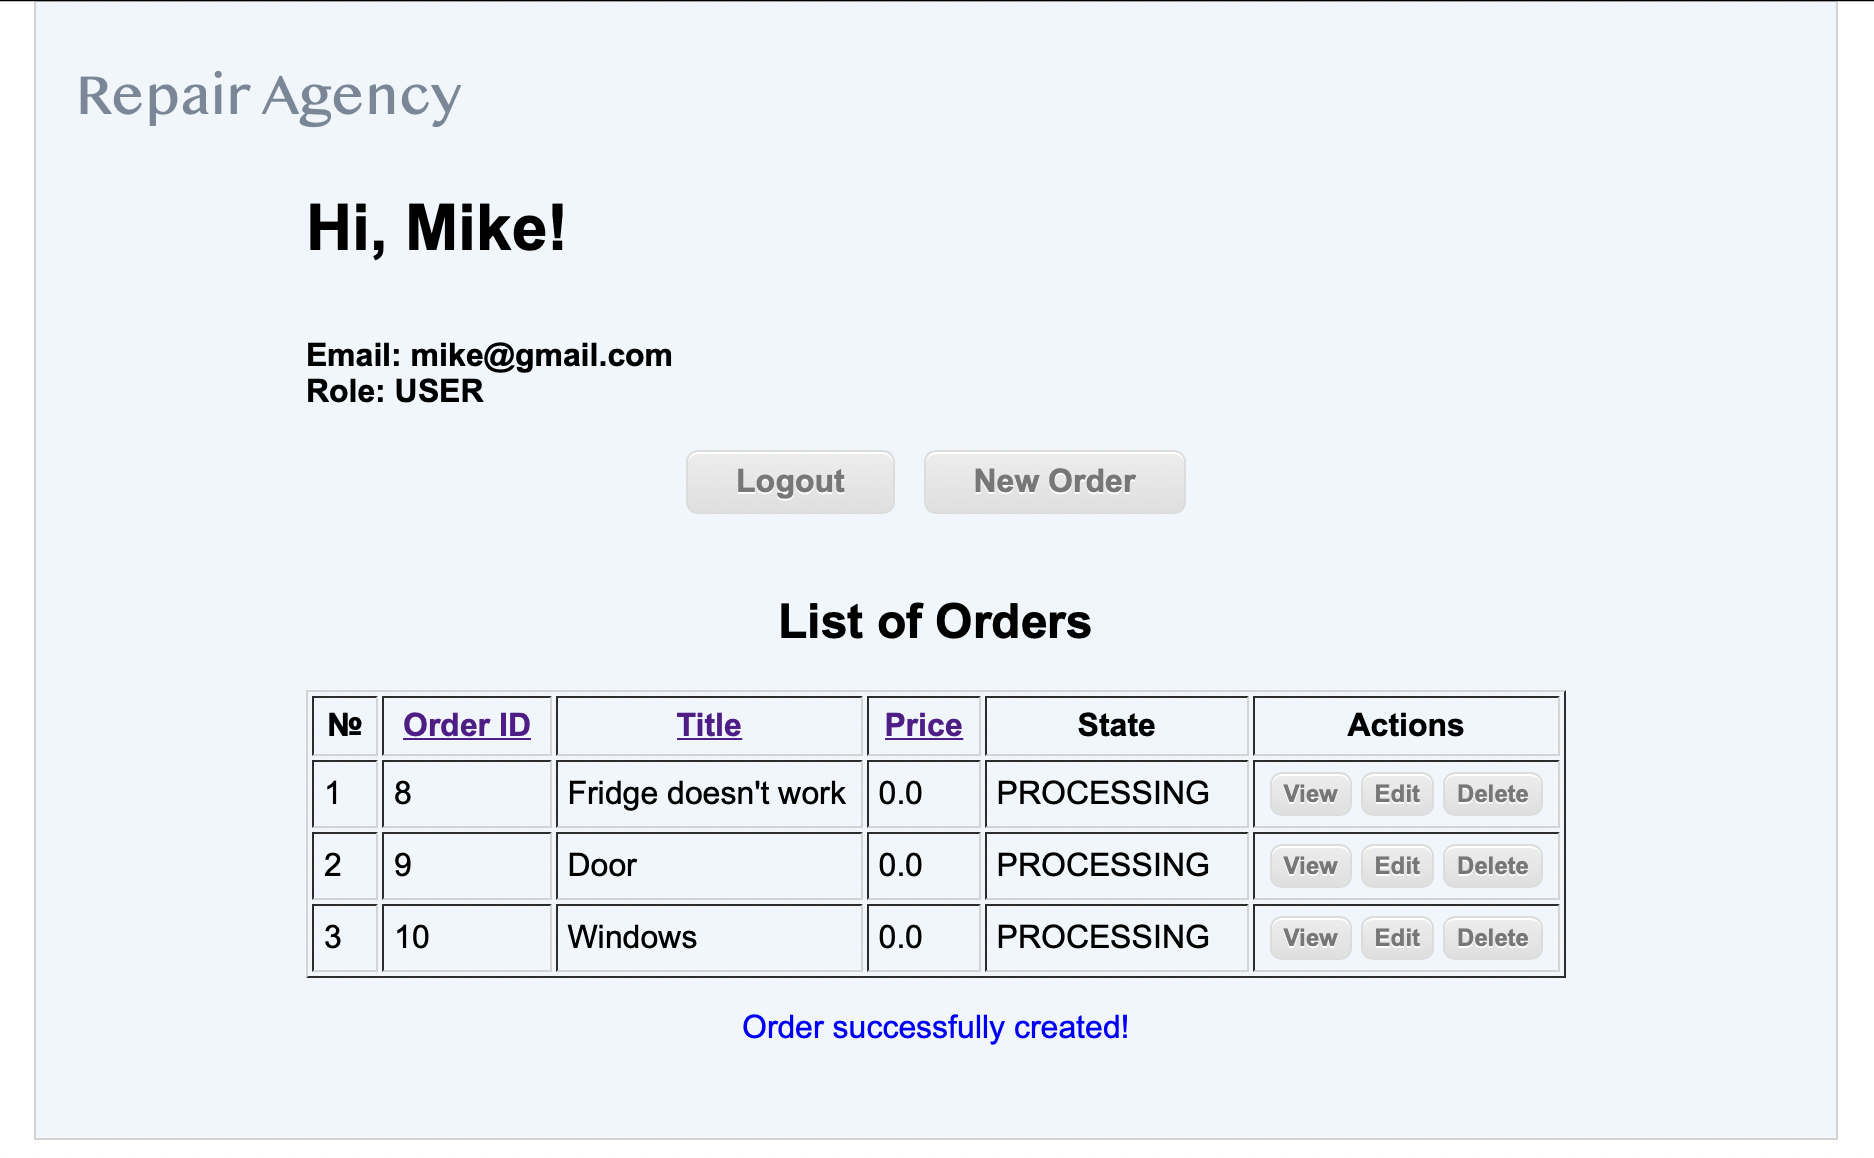 Repair Agency
Hi, Mike!
Email: mike@gmail.com
Role: USER
Logout New Order
List of Orders
№ Order ID Title Price State Actions
1 8 Fridge doesn't work 0.0 PROCESSING View Edit Delete
2 9 Door 0.0 PROCESSING View Edit Delete
3 10 Windows 0.0 PROCESSING View Edit Delete
Order successfully created!